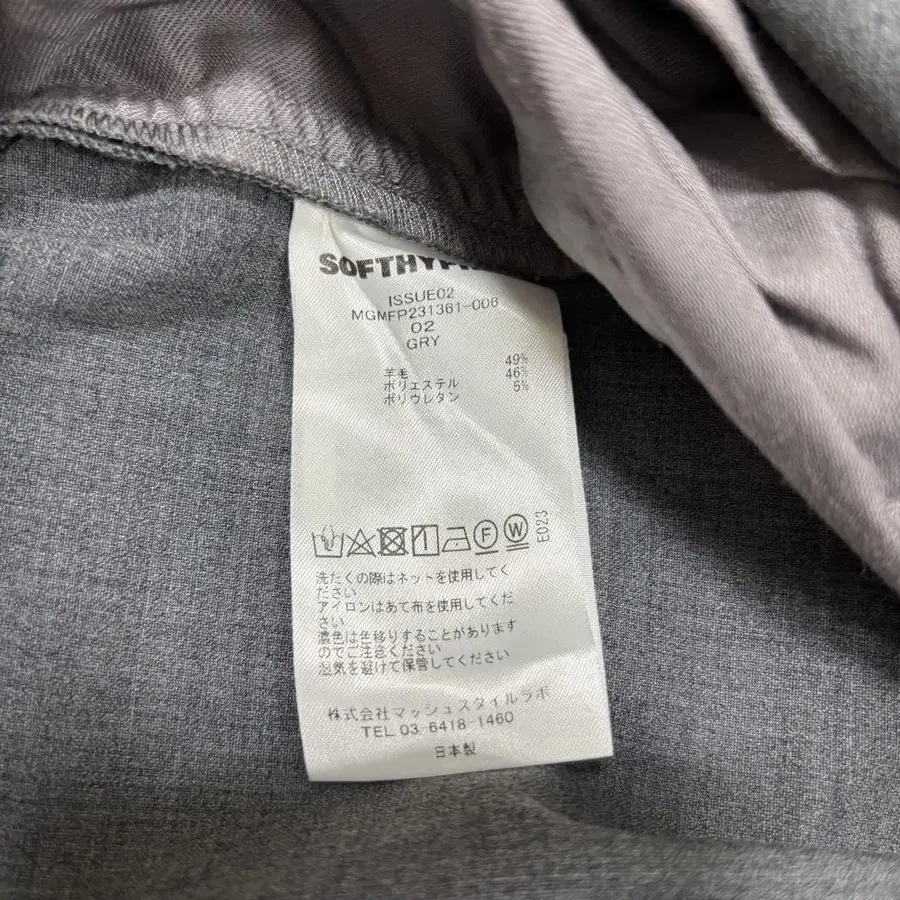 ISSUE02
MGMFP231361-006
02
GRY
羊毛 49%
ポリエステル 46%
ポリウレタン 5%
E023
洗たくの際はネットを使用してく
ださい
アイロンはあて布を使用してくだ
さい
濃色は色移りすることがあります
のでご注意ください
湿気を避けて保管してください
株式会社マッシュスタイルラボ
TEL 03 6418 1460
日本製